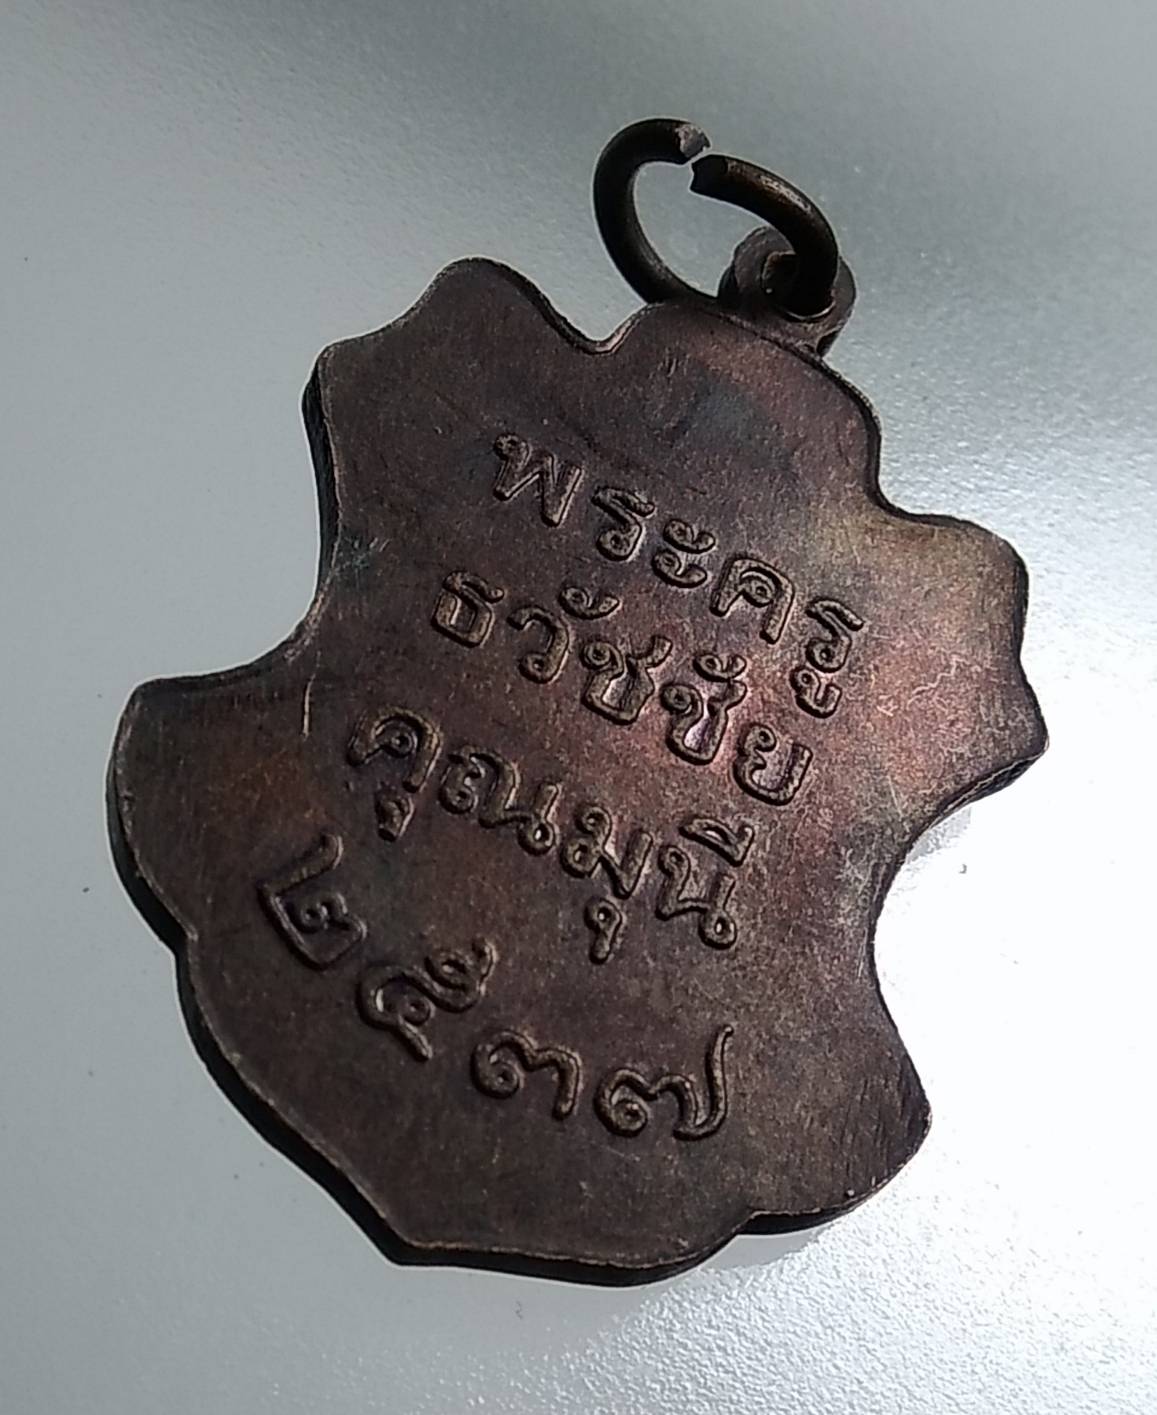 พระครู
ธวัชชัย
คุณมุนี
๒๕๓๗